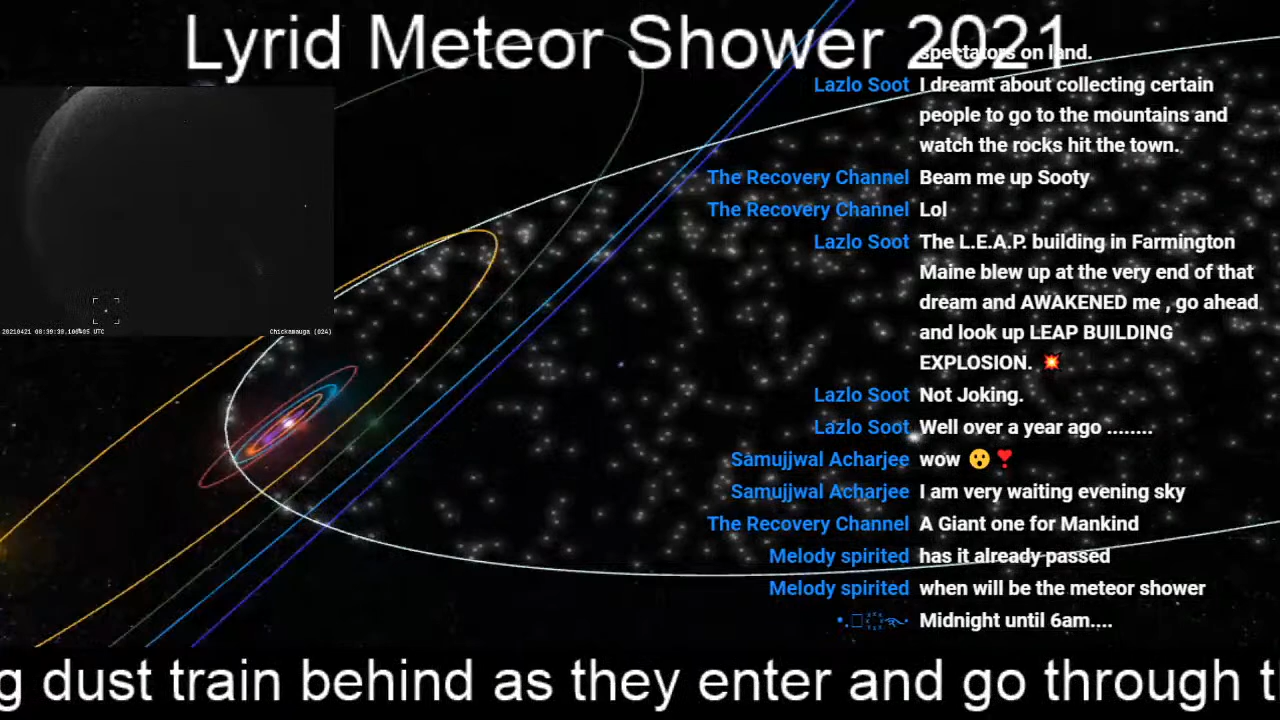 Lyrid Meteor Shower 2021
spectators on land.
Lazlo Soot I dreamt about collecting certain
people to go to the mountains and
watch the rocks hit the town.
The Recovery Channel Beam me up Sooty
The Recovery Channel Lol
Lazlo Soot The L.E.A.P. building in Farmington
Maine blew up at the very end of that
dream and AWAKENED me , go ahead
and look up LEAP BUILDING
EXPLOSION. 💥
Lazlo Soot Not Joking.
Lazlo Soot Well over a year ago ........
Samujjwal Acharjee wow 😮❣
Samujjwal Acharjee I am very waiting evening sky
The Recovery Channel A Giant one for Mankind
Melody spirited has it already passed
Melody spirited when will be the meteor shower
Midnight until 6am....
UTC
Chickamauga (02A)
g dust train behind as they enter and go through t